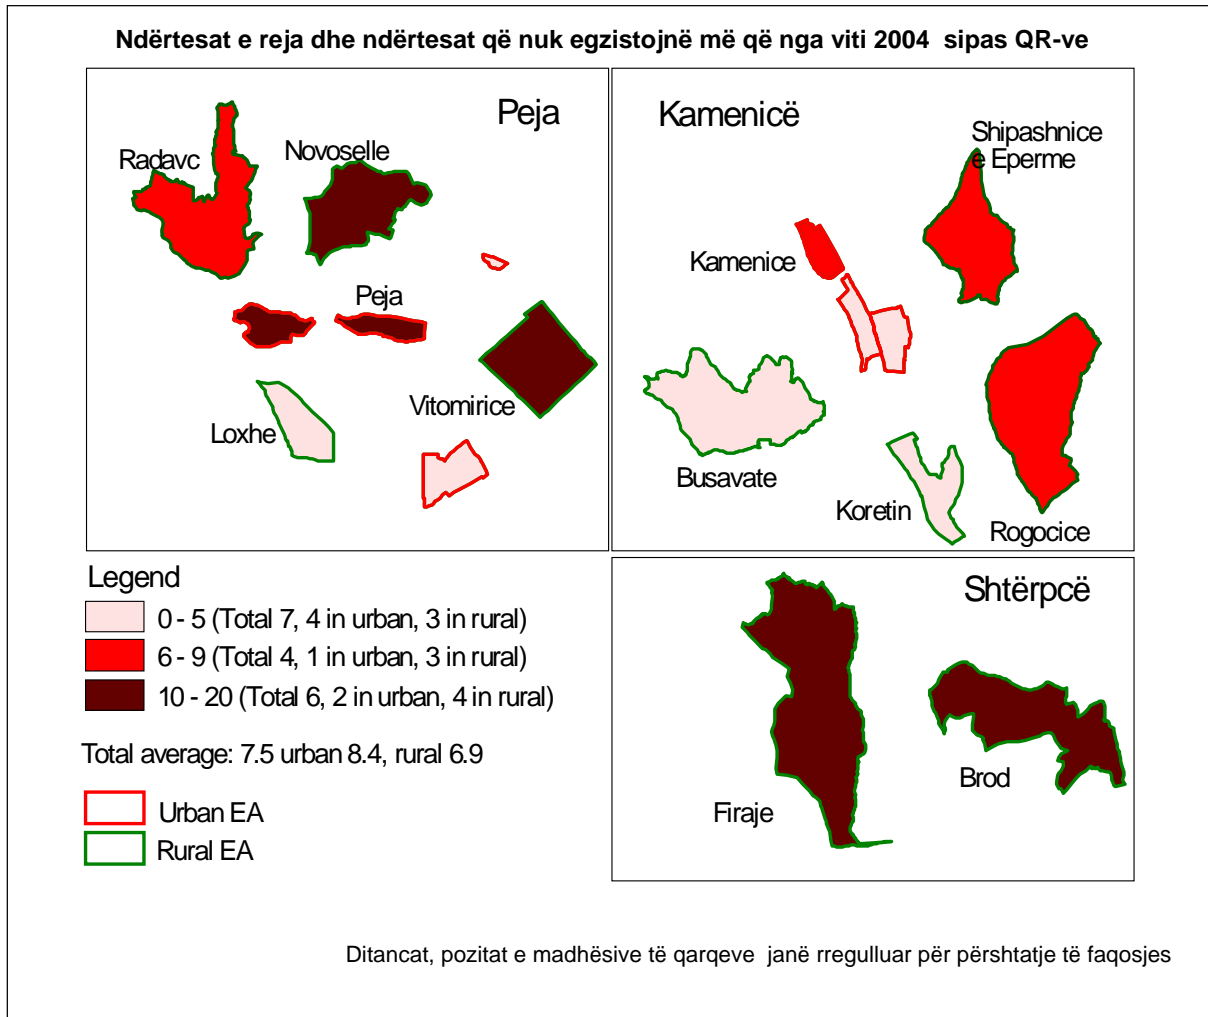 Ndërtesat e reja dhe ndërtesat që nuk egzistojnë më që nga viti 2004 sipas QR-ve
Peja
Radavc
Novoselle
Peja
Vitomirice
Loxhe
Kamenicë
Shipashnice
e Eperme
Kamenice
Busavate
Koretin
Rogocice
Legend
0 - 5 (Total 7, 4 in urban, 3 in rural)
6 - 9 (Total 4, 1 in urban, 3 in rural)
10 - 20 (Total 6, 2 in urban, 4 in rural)
Total average: 7.5 urban 8.4, rural 6.9
Urban EA
Rural EA
Shtërpcë
Firaje
Brod
Ditancat, pozitat e madhësive të qarqeve janë rregulluar për përshtatje të faqosjes